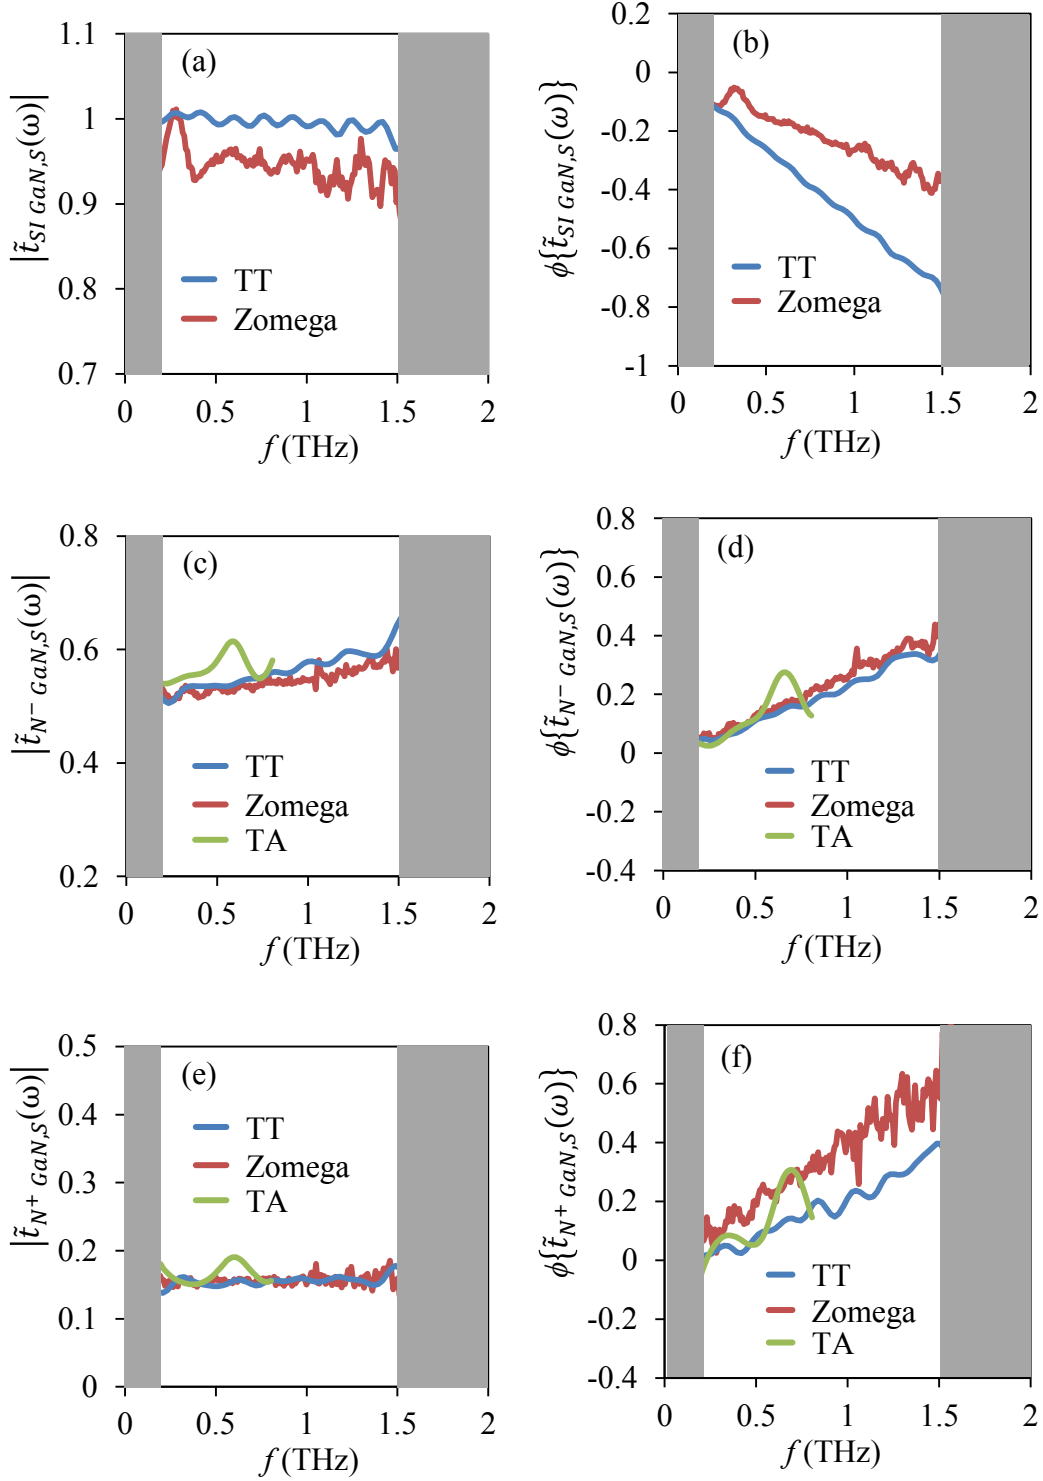 (a)
|t̃SI GaN,S(ω)|
1.1
1
0.9
0.8
0.7
TT
Zomega
0 0.5 1 1.5 2
f (THz)
(b)
ϕ{t̃SI GaN,S(ω)}
0.2
0
-0.2
-0.4
-0.6
-0.8
-1
TT
Zomega
0 0.5 1 1.5 2
f (THz)
(c)
|t̃N⁻ GaN,S(ω)|
0.8
0.6
0.4
0.2
TT
Zomega
TA
0 0.5 1 1.5 2
f (THz)
(d)
ϕ{t̃N⁻ GaN,S(ω)}
0.8
0.6
0.4
0.2
0
-0.2
-0.4
TT
Zomega
TA
0 0.5 1 1.5 2
f (THz)
(e)
|t̃N⁺ GaN,S(ω)|
0.5
0.4
0.3
0.2
0.1
0
TT
Zomega
TA
0 0.5 1 1.5 2
f (THz)
(f)
ϕ{t̃N⁺ GaN,S(ω)}
0.8
0.6
0.4
0.2
0
-0.2
-0.4
TT
Zomega
TA
0 0.5 1 1.5 2
f (THz)